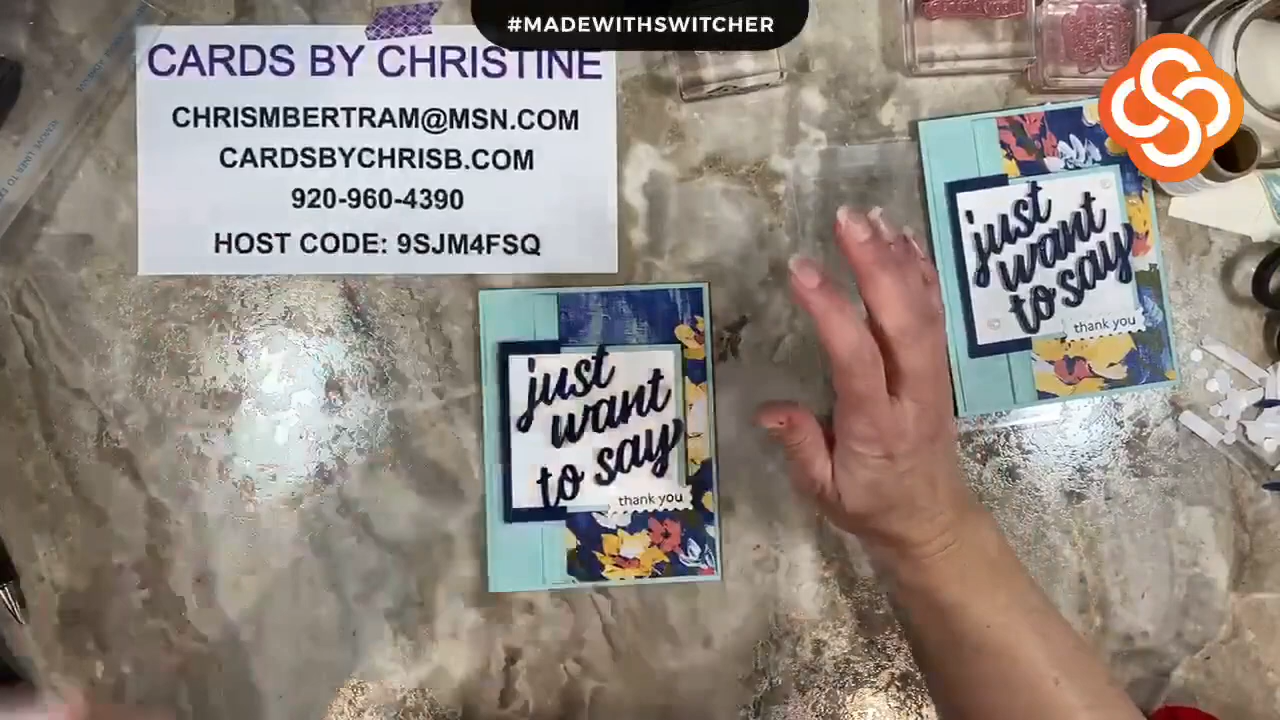 #MADEWITHSWITCHER
CARDS BY CHRISTINE
CHRISMBERTRAM@MSN.COM
CARDSBYCHRISB.COM
920-960-4390
HOST CODE: 9SJM4FSQ
just
want
to say
thank you
just
want
to say
thank you